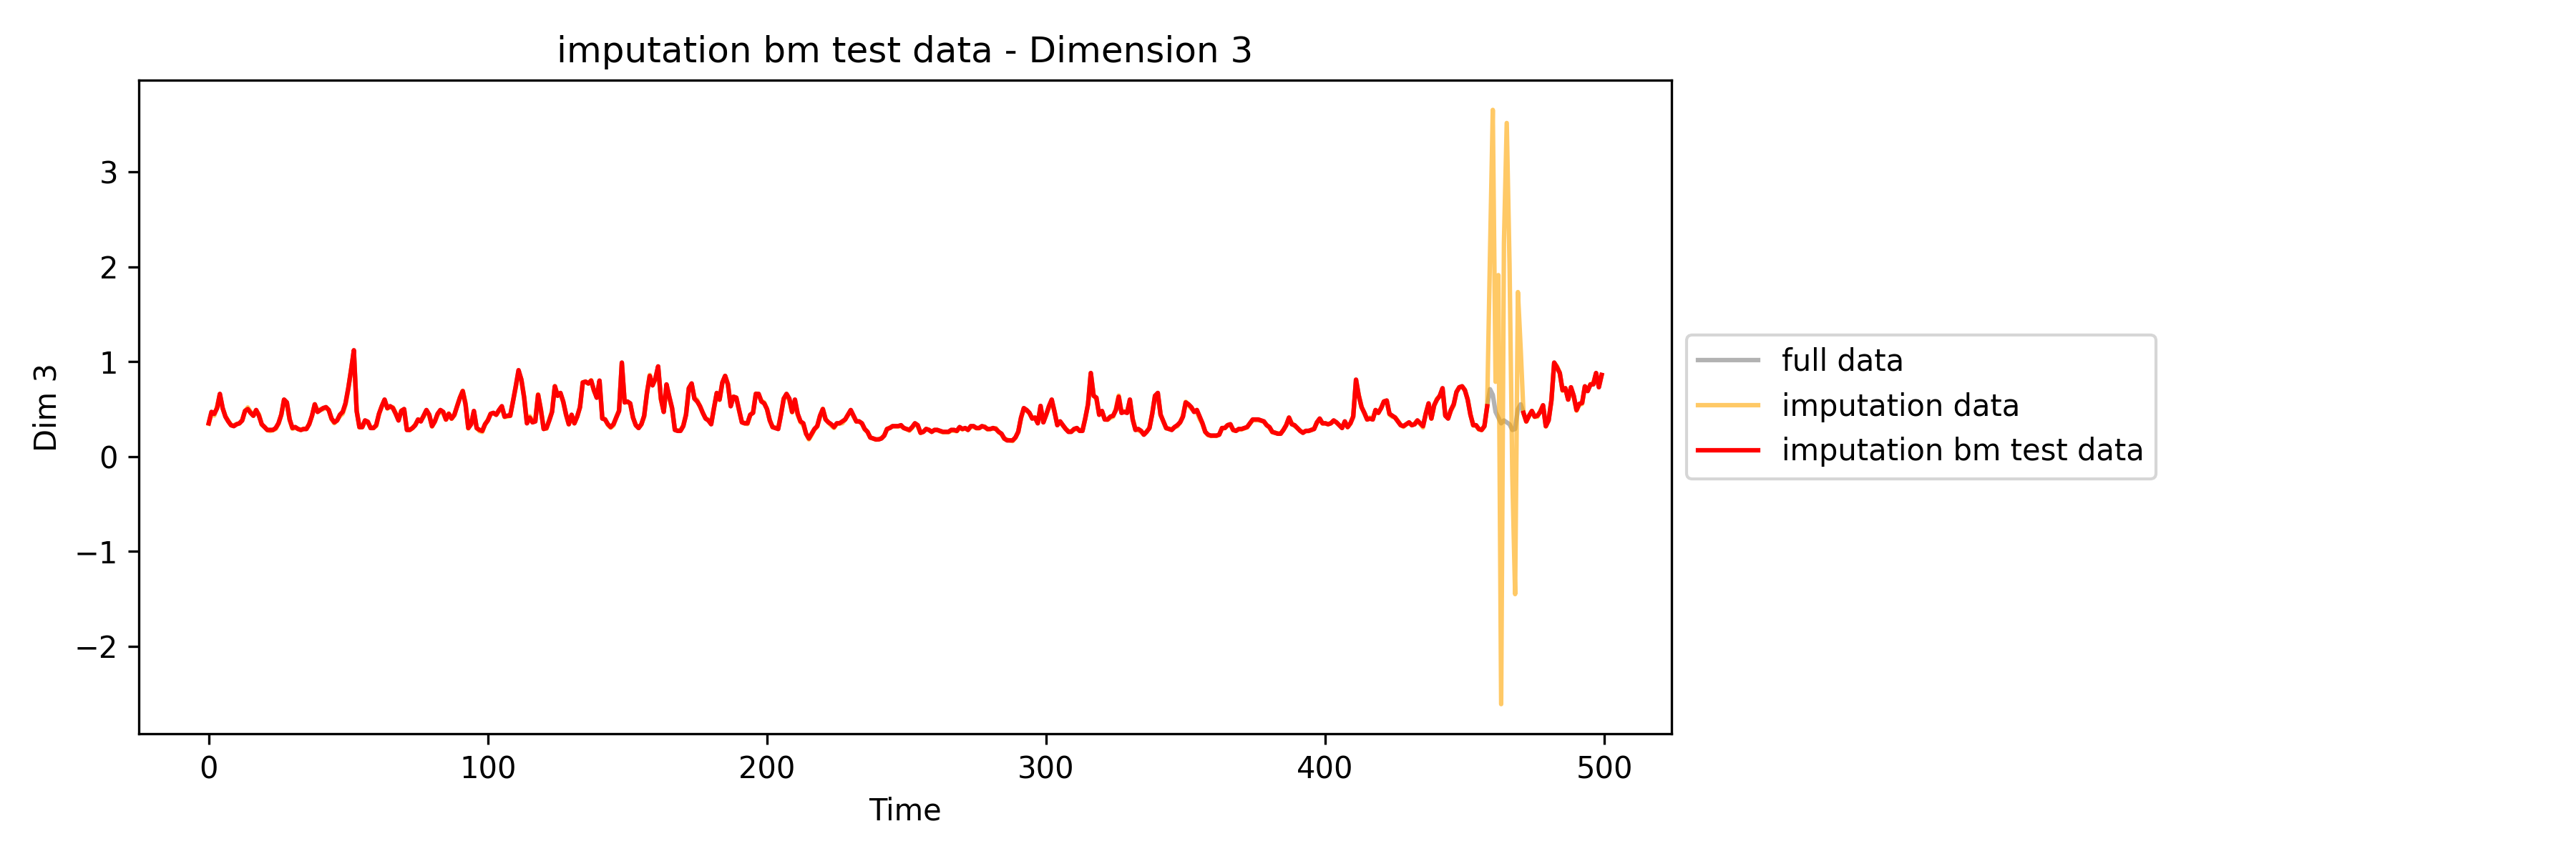 imputation bm test data - Dimension 3
Dim 3
3
2
1
0
−1
−2
0 100 200 300 400 500
Time
full data
imputation data
imputation bm test data